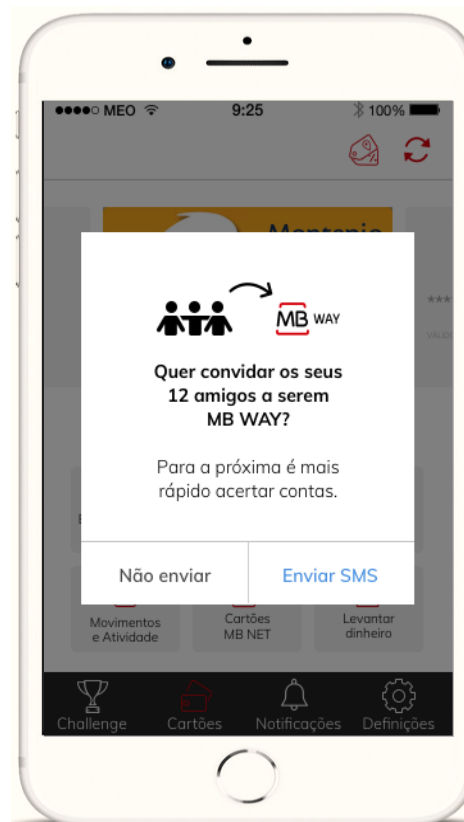 ●●●●○ MEO 9:25 100%
Montepio
***
MB WAY
Quer convidar os seus
12 amigos a serem
MB WAY?
Para a próxima é mais
rápido acertar contas.
Não enviar Enviar SMS
Movimentos
e Atividade
Cartões
MB NET
Levantar
dinheiro
Challenge Cartões Notificações Definições